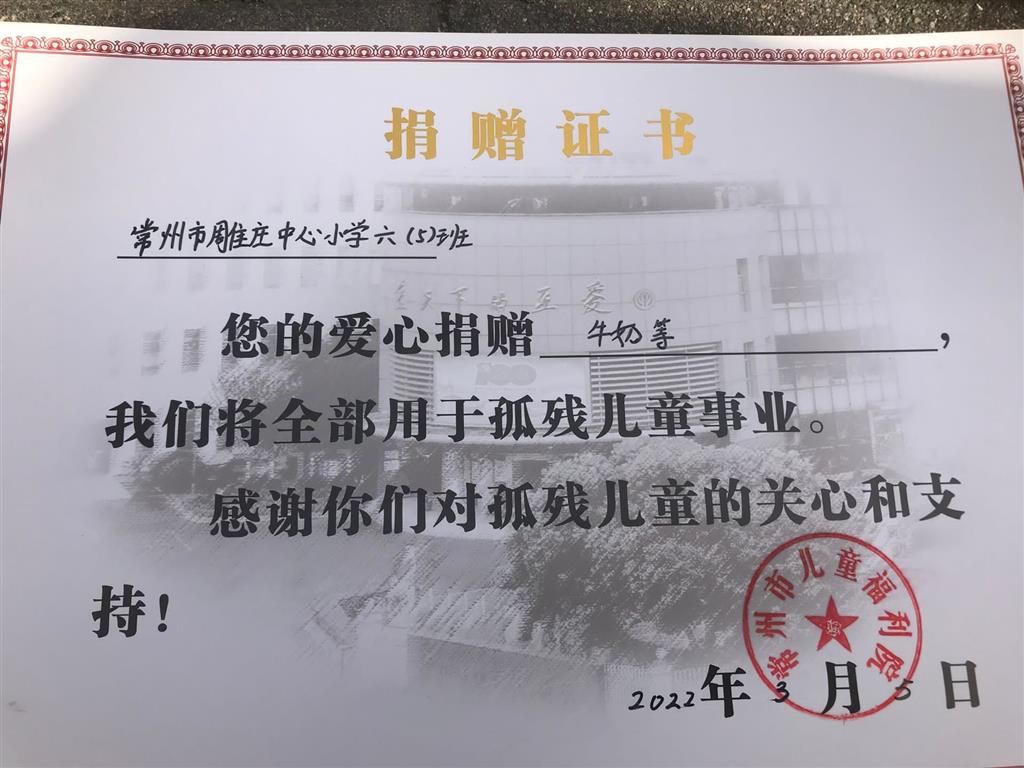 捐赠证书
常州市雕庄中心小学六(5)班
您的爱心捐赠 牛奶等,
我们将全部用于孤残儿童事业。
感谢你们对孤残儿童的关心和支
持!
常州市儿童福利院
2022年3月5日